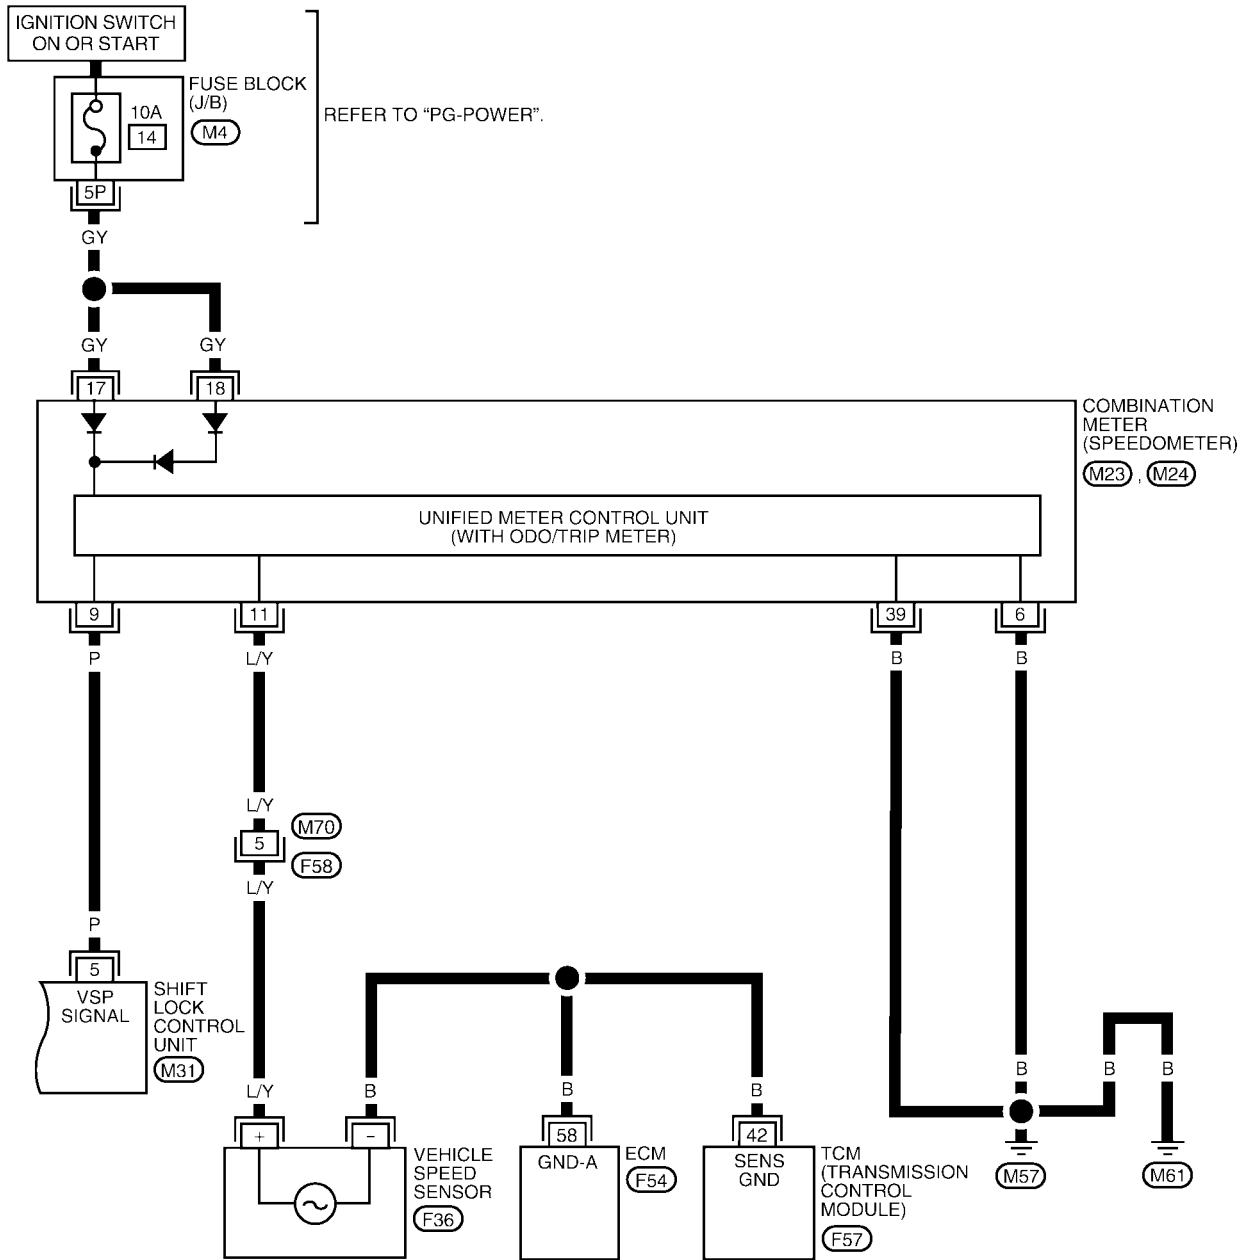 IGNITION SWITCH
ON OR START
FUSE BLOCK
(J/B)
M4
10A
14
REFER TO “PG-POWER”.
5P
GY
GY
GY
17
18
COMBINATION
METER
(SPEEDOMETER)
M23 , M24
UNIFIED METER CONTROL UNIT
(WITH ODO/TRIP METER)
9
11
39
6
P
L/Y
B
B
L/Y
M70
5
F58
L/Y
P
5
VSP
SIGNAL
SHIFT
LOCK
CONTROL
UNIT
M31
L/Y
B
B
B
B
B
B
+
−
58
42
VEHICLE
SPEED
SENSOR
F36
GND-A
ECM
F54
SENS
GND
TCM
(TRANSMISSION
CONTROL
MODULE)
F57
M57
M61